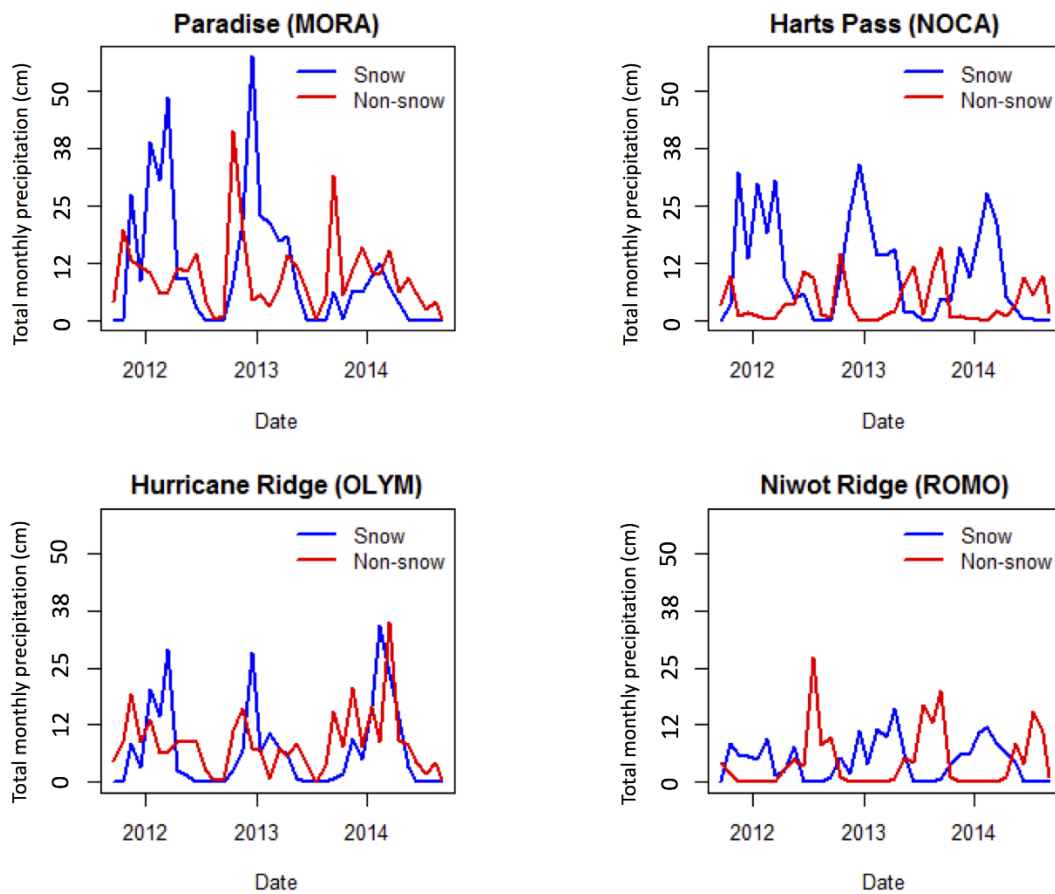 Paradise (MORA)
Total monthly precipitation (cm)
50
38
25
12
0
Snow
Non-snow
2012 2013 2014
Date
Harts Pass (NOCA)
Total monthly precipitation (cm)
50
38
25
12
0
Snow
Non-snow
2012 2013 2014
Date
Hurricane Ridge (OLYM)
Total monthly precipitation (cm)
50
38
25
12
0
Snow
Non-snow
2012 2013 2014
Date
Niwot Ridge (ROMO)
Total monthly precipitation (cm)
50
38
25
12
0
Snow
Non-snow
2012 2013 2014
Date